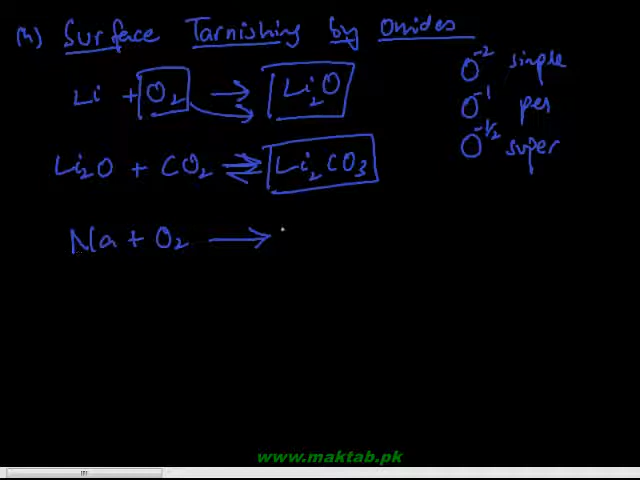 (h) Surface Tarnishing by Oxides
Li + O₂ → Li₂O
Li₂O + CO₂ ⇌ Li₂CO₃
Na + O₂ →
O⁻² simple
O⁻¹ per
O⁻¹/² super
www.maktab.pk